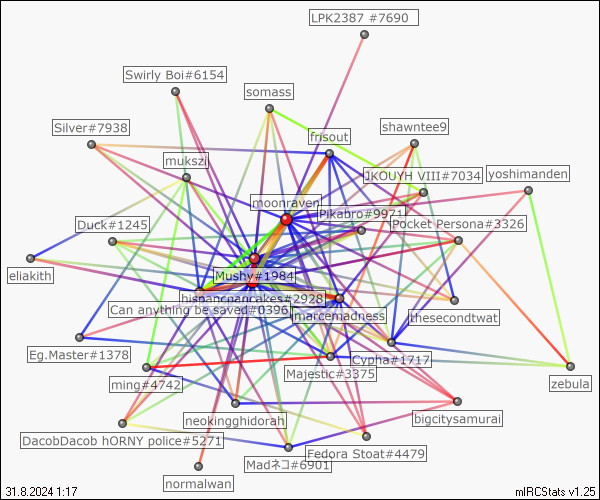 LPK2387 #7690
Swirly Boi#6154
somass
Silver#7938
shawntee9
frisout
mukszi
JKOUYH VIII#7034
yoshimanden
moonraven
Pikabro#9971
Duck#1245
Pocket Persona#3326
eliakith
Mushy#1984
hispancpancakes#2928
Can anything be saved#0396
marcemadness
thesecondtwat
Eg.Master#1378
Cypha#1717
Majestic#3375
zebula
ming#4742
neokingghidorah
bigcitysamurai
DacobDacob hORNY police#5271
Fedora Stoat#4479
Madネコ#6901
normalwan
31.8.2024 1:17
mIRCStats v1.25